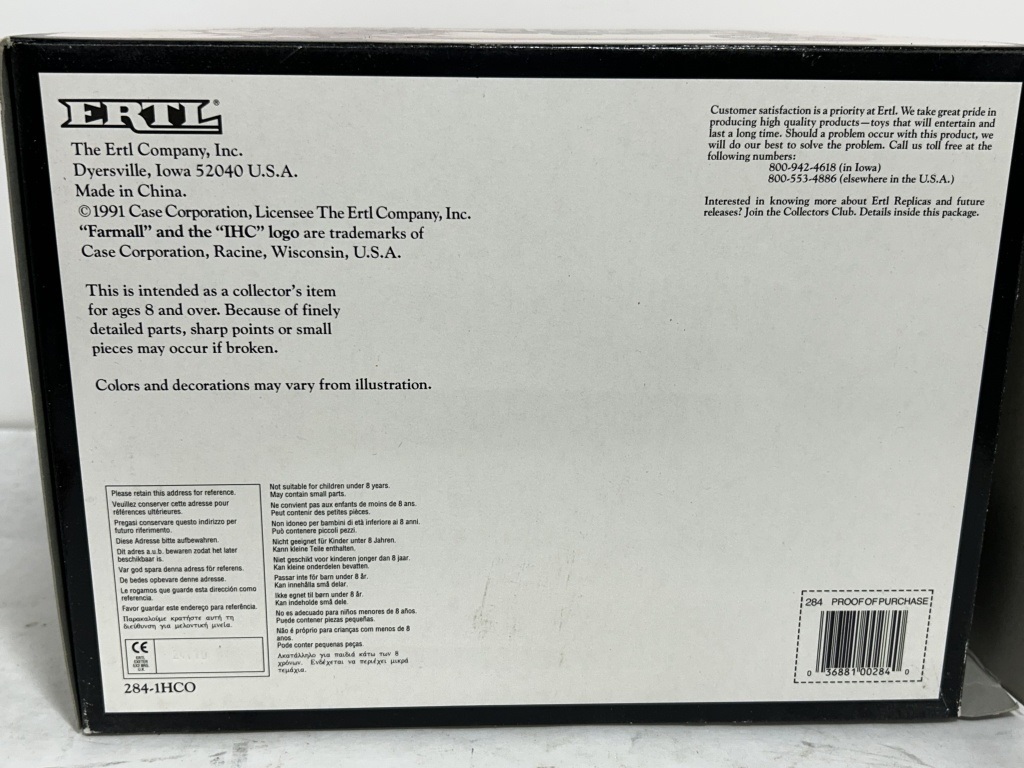 ERTL®
The Ertl Company, Inc.
Dyersville, Iowa 52040 U.S.A.
Made in China.
©1991 Case Corporation, Licensee The Ertl Company, Inc.
“Farmall” and the “IHC” logo are trademarks of
Case Corporation, Racine, Wisconsin, U.S.A.
This is intended as a collector’s item
for ages 8 and over. Because of finely
detailed parts, sharp points or small
pieces may occur if broken.
Colors and decorations may vary from illustration.
Customer satisfaction is a priority at Ertl. We take great pride in
producing high quality products—toys that will entertain and
last a long time. Should a problem occur with this product, we
will do our best to solve the problem. Call us toll free at the
following numbers:
800-942-4618 (in Iowa)
800-553-4886 (elsewhere in the U.S.A.)
Interested in knowing more about Ertl Replicas and future
releases? Join the Collectors Club. Details inside this package.
Please retain this address for reference.
Veuillez conserver cette adresse pour
références ultérieures.
Pregasi conservare questo indirizzo per
futuro riferimento.
Diese Adresse bitte aufbewahren.
Dit adres a.u.b. bewaren zodat het later
beschikbaar is.
Var god spara denna adress för referens.
De bedes opbevare denne adresse.
Le rogamos que guarde esta dirección como
referencia.
Favor guardar este endereço para referência.
Παρακαλούμε κρατήστε αυτή τη
διεύθυνση για μελοντική μνεία.
CE
284-1HCO
Not suitable for children under 8 years.
May contain small parts.
Ne convient pas aux enfants de moins de 8 ans.
Peut contenir des petites pièces.
Non idoneo per bambini di età inferiore ai 8 anni.
Può contenere piccoli pezzi.
Nicht geeignet für Kinder unter 8 Jahren.
Kann kleine Teile enthalten.
Niet geschikt voor kinderen jonger dan 8 jaar.
Kan kleine onderdelen bevatten.
Passar inte för barn under 8 år.
Kan innehålla små delar.
Ikke egnet til børn under 8 år.
Kan indeholde små dele.
No es adecuado para niños menores de 8 años.
Puede contener piezas pequeñas.
Não é próprio para crianças com menos de 8
anos.
Pode conter pequenas peças.
Ακατάλληλο για παιδιά κάτω των 8
χρόνων. Ενδέχεται να περιέχει μικρά
τεμάχια.
284 PROOF OF PURCHASE
0 36881 00284 0